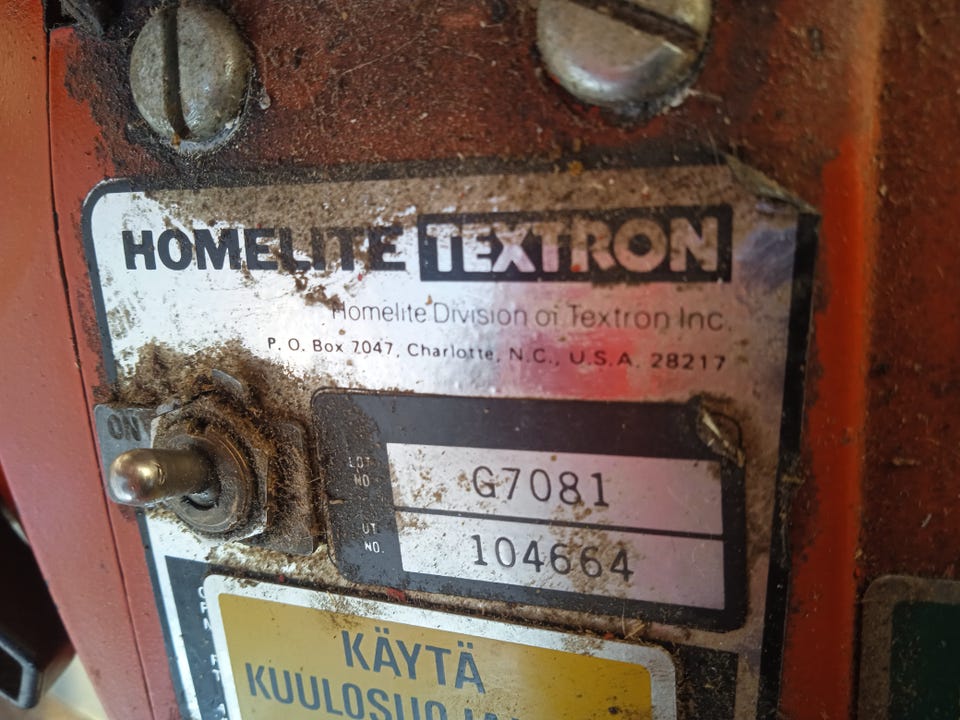 HOMELITE TEXTRON
Homelite Division of Textron Inc.
P. O. Box 7047, Charlotte, N.C., U.S.A. 28217
ON
LOT NO G7081
UT. NO. 104664
KÄYTÄ